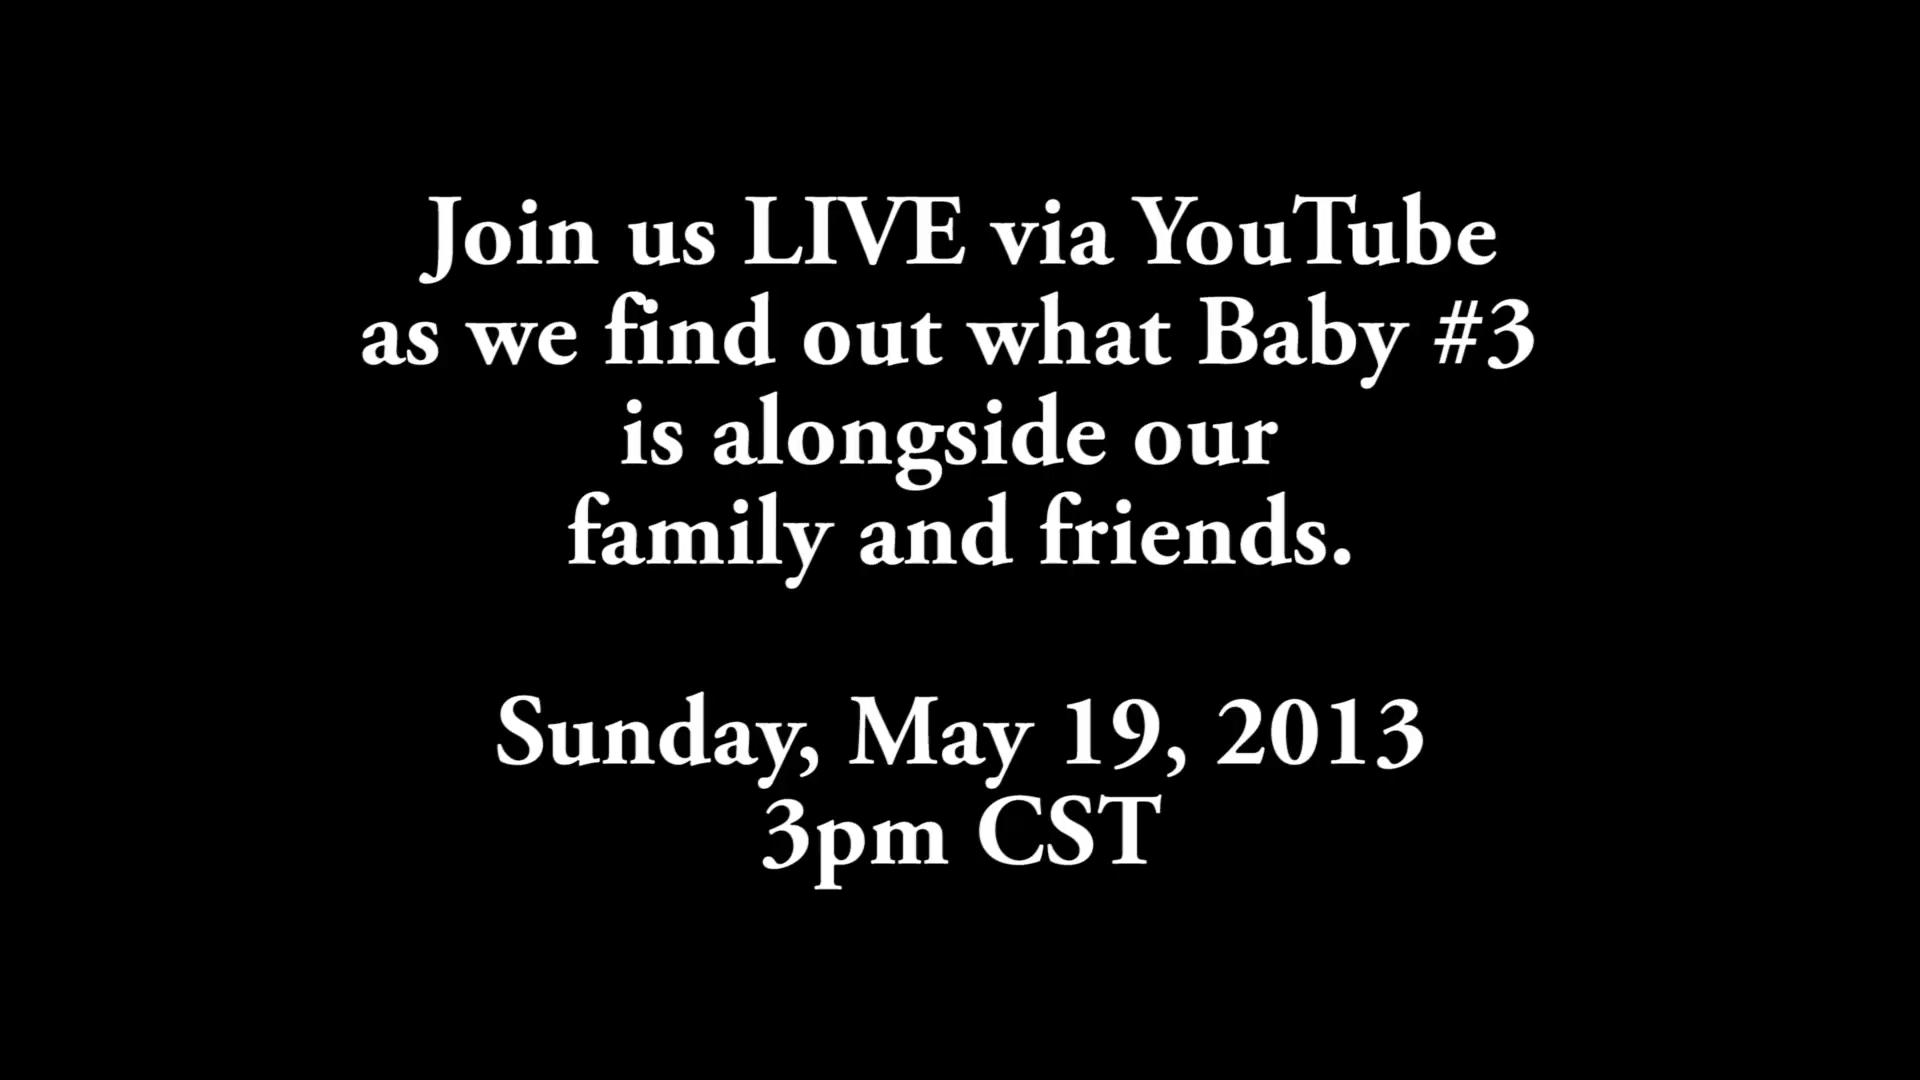 Join us LIVE via YouTube
as we find out what Baby #3
is alongside our
family and friends.
Sunday, May 19, 2013
3pm CST